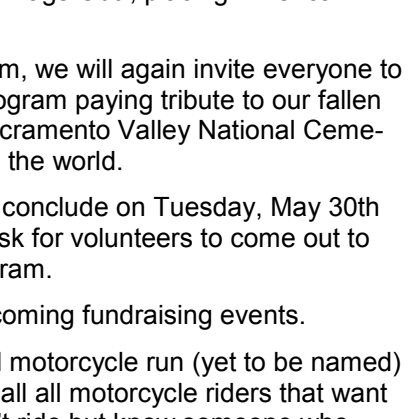 m, we will again invite everyone to
ogram paying tribute to our fallen
cramento Valley National Ceme-
the world.
conclude on Tuesday, May 30th
sk for volunteers to come out to
ram.
coming fundraising events.
motorcycle run (yet to be named)
all all motorcycle riders that want
ride but know someone who